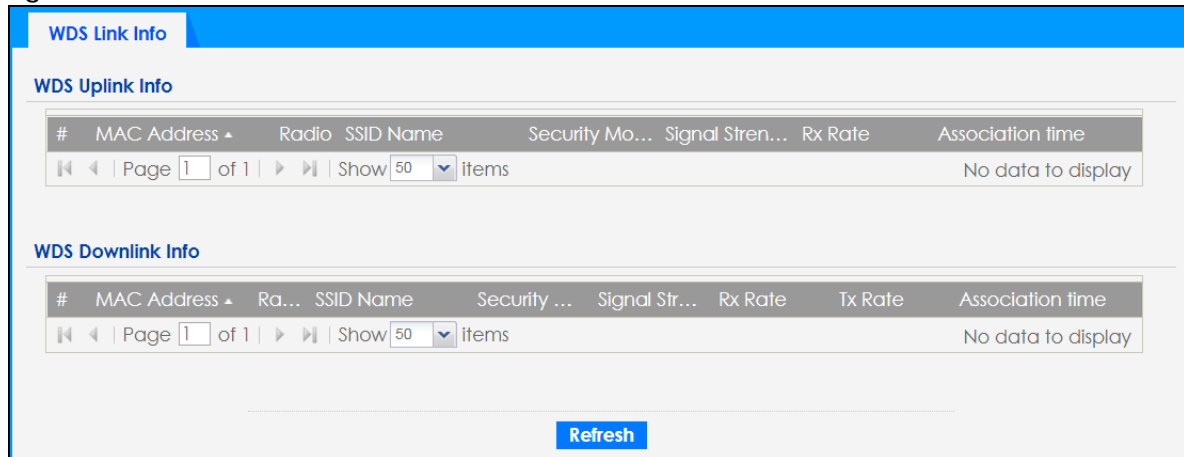 WDS Link Info
WDS Uplink Info
# MAC Address Radio SSID Name Security Mo... Signal Stren... Rx Rate Association time
Page 1 of 1 Show 50 items No data to display
WDS Downlink Info
# MAC Address Ra... SSID Name Security ... Signal Str... Rx Rate Tx Rate Association time
Page 1 of 1 Show 50 items No data to display
Refresh